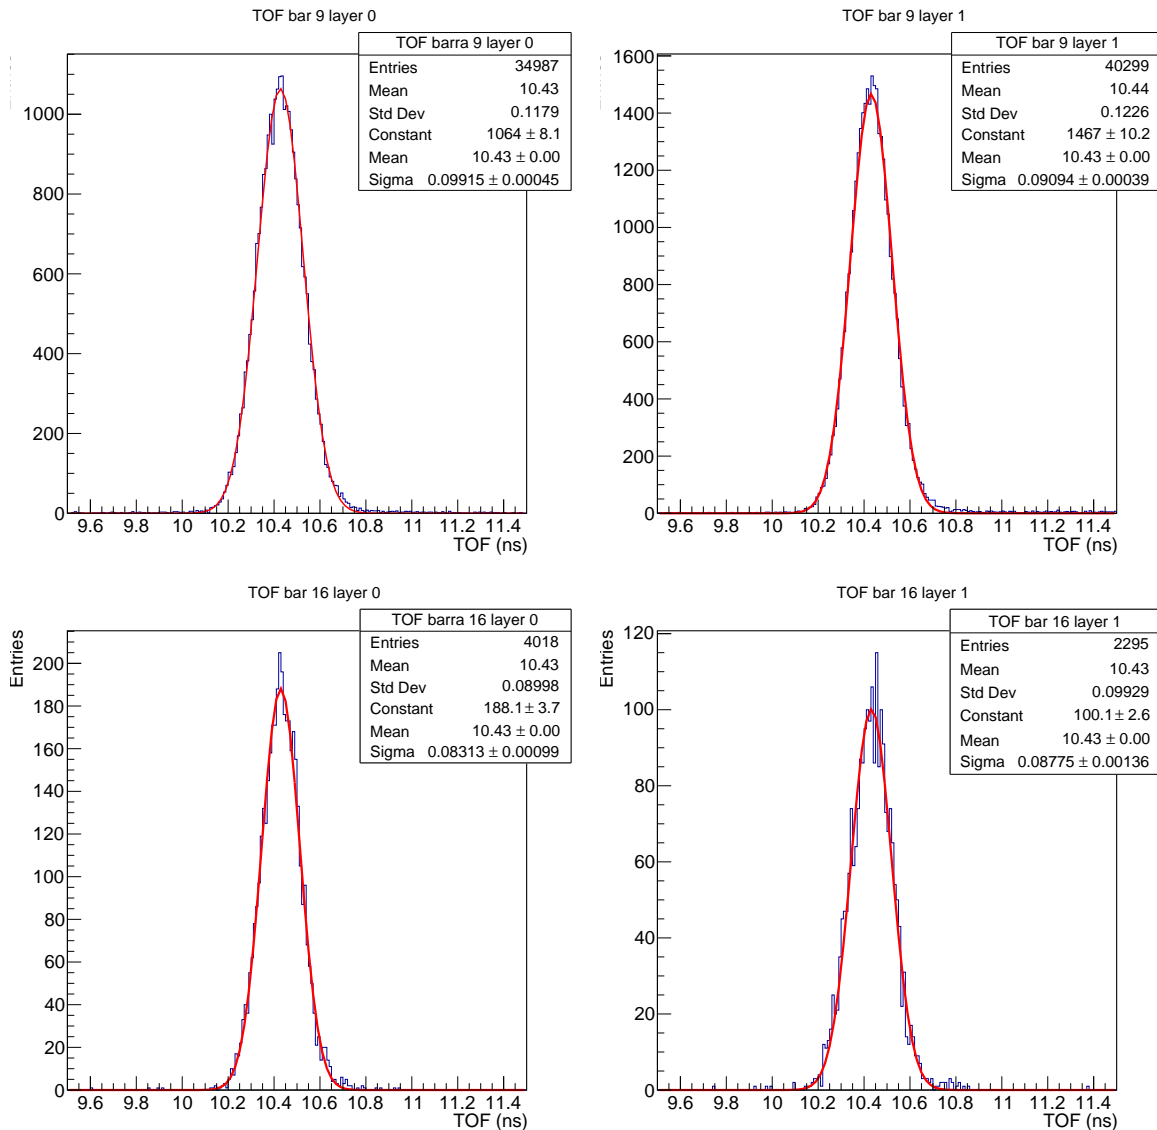 TOF bar 9 layer 0
TOF barra 9 layer 0
Entries 34987
Mean 10.43
Std Dev 0.1179
Constant 1064 ± 8.1
Mean 10.43 ± 0.00
Sigma 0.09915 ± 0.00045
1000
800
600
400
200
0
9.6 9.8 10 10.2 10.4 10.6 10.8 11 11.2 11.4
TOF (ns)
TOF bar 9 layer 1
TOF bar 9 layer 1
Entries 40299
Mean 10.44
Std Dev 0.1226
Constant 1467 ± 10.2
Mean 10.43 ± 0.00
Sigma 0.09094 ± 0.00039
1600
1400
1200
1000
800
600
400
200
0
9.6 9.8 10 10.2 10.4 10.6 10.8 11 11.2 11.4
TOF (ns)
TOF bar 16 layer 0
TOF barra 16 layer 0
Entries 4018
Mean 10.43
Std Dev 0.08998
Constant 188.1 ± 3.7
Mean 10.43 ± 0.00
Sigma 0.08313 ± 0.00099
Entries
200
180
160
140
120
100
80
60
40
20
0
9.6 9.8 10 10.2 10.4 10.6 10.8 11 11.2 11.4
TOF (ns)
TOF bar 16 layer 1
TOF bar 16 layer 1
Entries 2295
Mean 10.43
Std Dev 0.09929
Constant 100.1 ± 2.6
Mean 10.43 ± 0.00
Sigma 0.08775 ± 0.00136
Entries
120
100
80
60
40
20
0
9.6 9.8 10 10.2 10.4 10.6 10.8 11 11.2 11.4
TOF (ns)